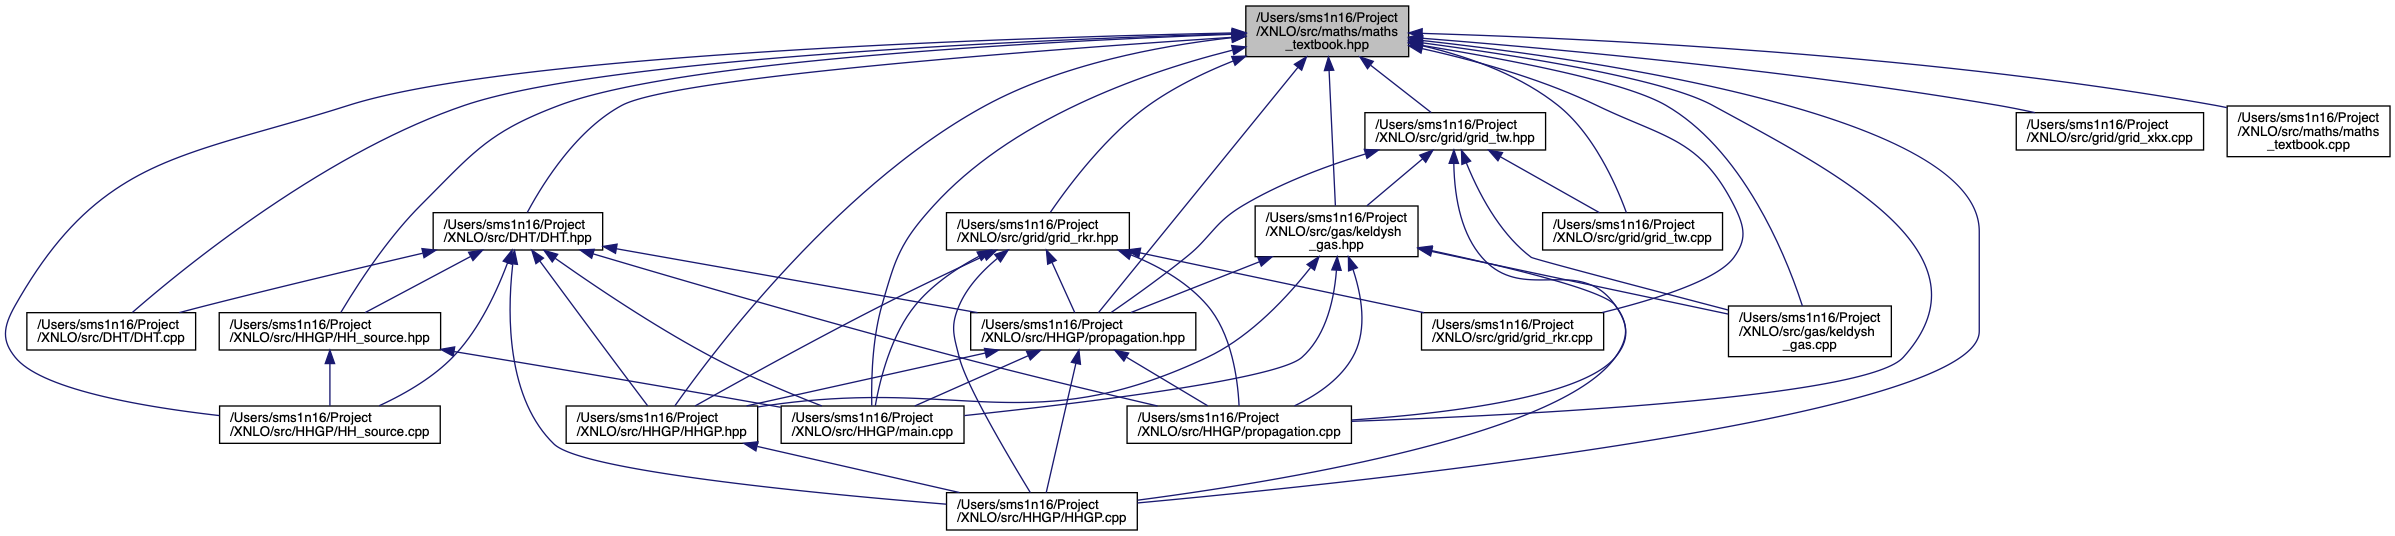 /Users/sms1n16/Project
/XNLO/src/maths/maths
_textbook.hpp
/Users/sms1n16/Project
/XNLO/src/grid/grid_tw.hpp
/Users/sms1n16/Project
/XNLO/src/grid/grid_xkx.cpp
/Users/sms1n16/Project
/XNLO/src/maths/maths
_textbook.cpp
/Users/sms1n16/Project
/XNLO/src/DHT/DHT.hpp
/Users/sms1n16/Project
/XNLO/src/grid/grid_rkr.hpp
/Users/sms1n16/Project
/XNLO/src/gas/keldysh
_gas.hpp
/Users/sms1n16/Project
/XNLO/src/grid/grid_tw.cpp
/Users/sms1n16/Project
/XNLO/src/DHT/DHT.cpp
/Users/sms1n16/Project
/XNLO/src/HHGP/HH_source.hpp
/Users/sms1n16/Project
/XNLO/src/HHGP/propagation.hpp
/Users/sms1n16/Project
/XNLO/src/grid/grid_rkr.cpp
/Users/sms1n16/Project
/XNLO/src/gas/keldysh
_gas.cpp
/Users/sms1n16/Project
/XNLO/src/HHGP/HH_source.cpp
/Users/sms1n16/Project
/XNLO/src/HHGP/HHGP.hpp
/Users/sms1n16/Project
/XNLO/src/HHGP/main.cpp
/Users/sms1n16/Project
/XNLO/src/HHGP/propagation.cpp
/Users/sms1n16/Project
/XNLO/src/HHGP/HHGP.cpp